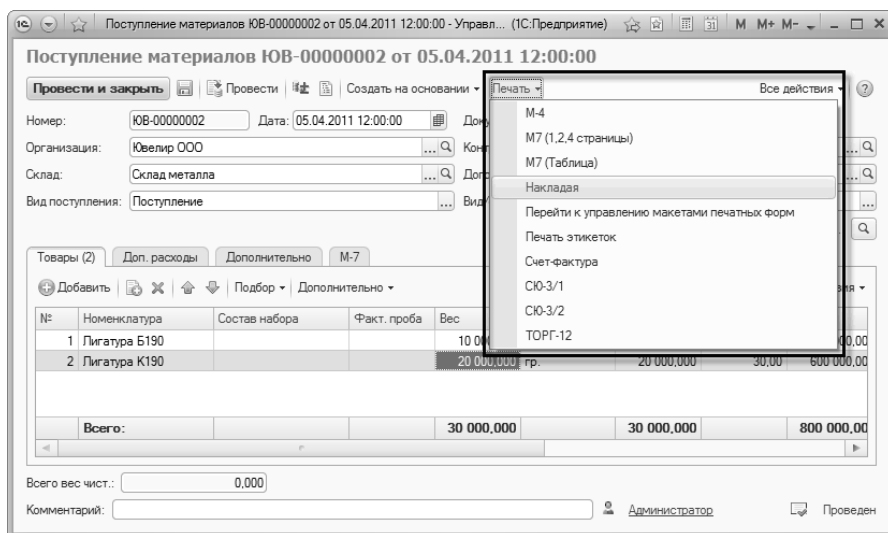 Поступление материалов ЮВ-00000002 от 05.04.2011 12:00:00 - Управл... (1С:Предприятие) M M+ M-
Поступление материалов ЮВ-00000002 от 05.04.2011 12:00:00
Провести и закрыть Провести Создать на основании Печать Все действия
Номер: ЮВ-00000002 Дата: 05.04.2011 12:00:00
Организация: Ювелир ООО
Склад: Склад металла
Вид поступления: Поступление
М-4
М7 (1,2,4 страницы)
М7 (Таблица)
Накладая
Перейти к управлению макетами печатных форм
Печать этикеток
Счет-фактура
СЮ-3/1
СЮ-3/2
ТОРГ-12
Товары (2) Доп. расходы Дополнительно М-7
Добавить Подбор Дополнительно
№ Номенклатура Состав набора Факт. проба Вес
1 Лигатура Б190
2 Лигатура К190 20 000,000 гр. 20 000,000 30,00 600 000,00
Всего: 30 000,000 30 000,000 800 000,00
Всего вес чист.: 0,000
Комментарий: Администратор Проведен